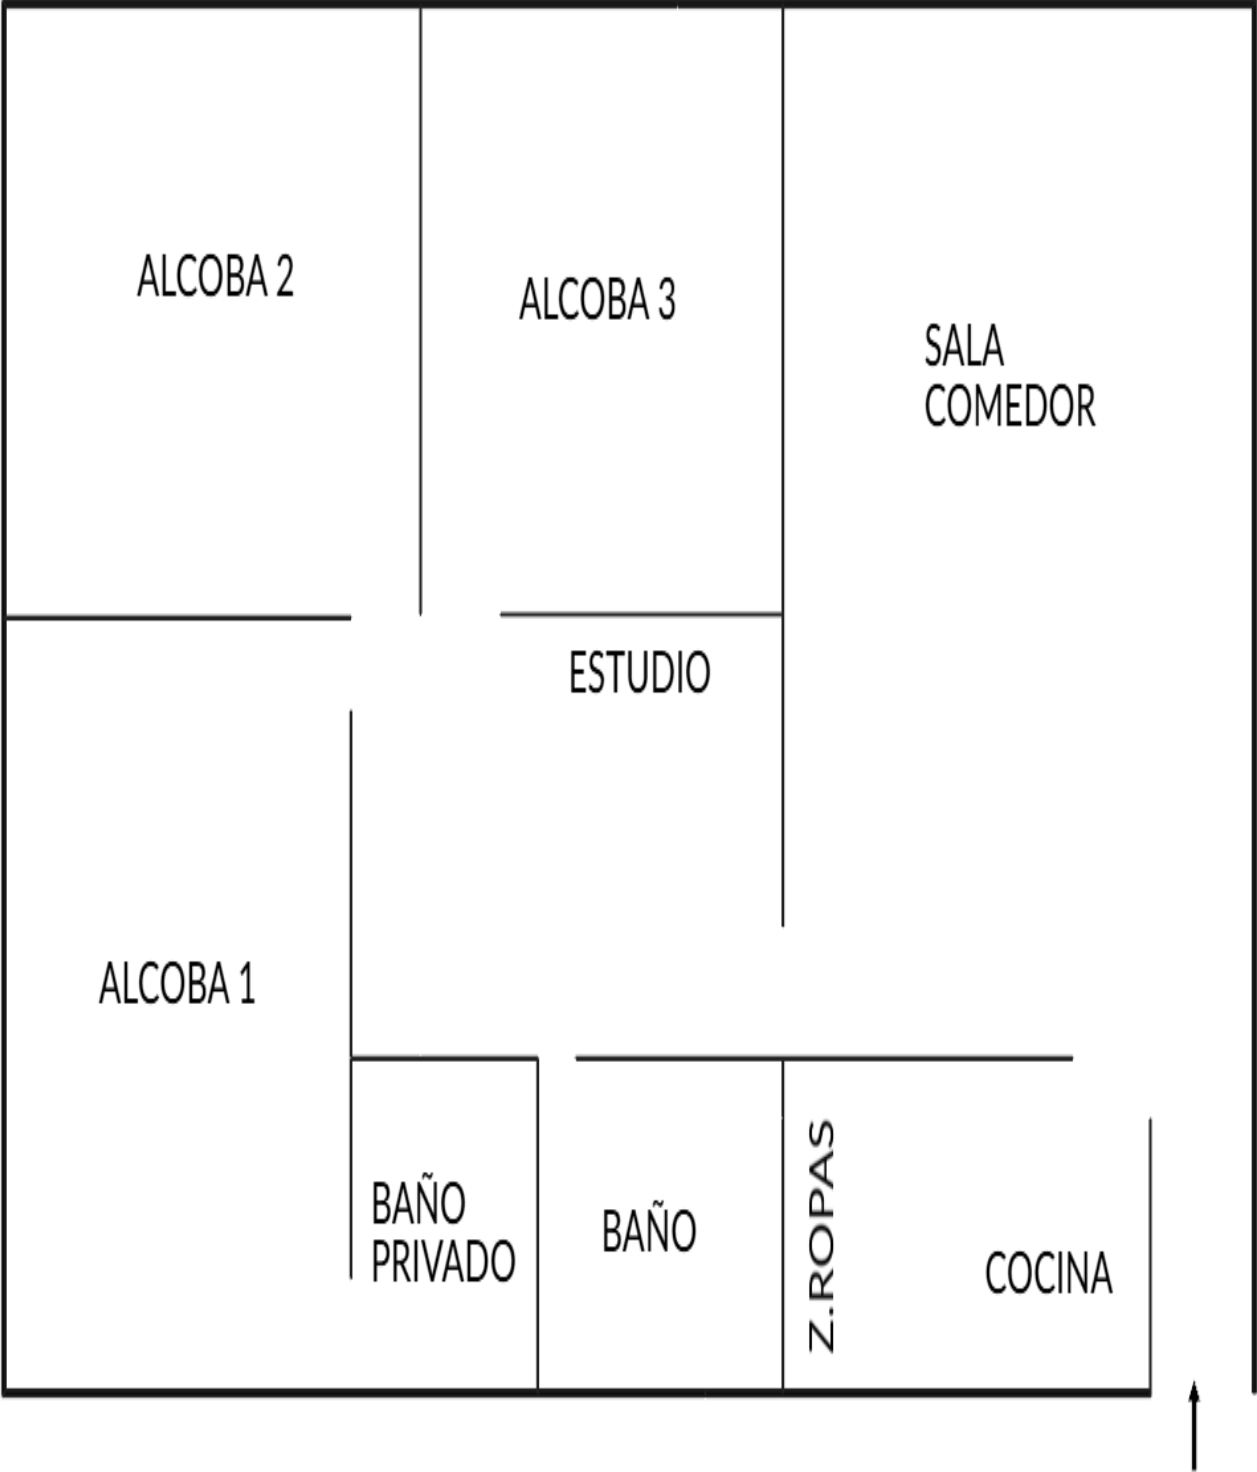 ALCOBA 2
ALCOBA 3
SALA
COMEDOR
ESTUDIO
ALCOBA 1
BAÑO
PRIVADO
BAÑO
Z.ROPAS
COCINA